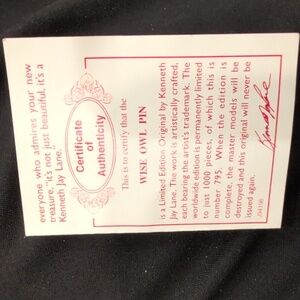 everyone who admires your new
treasure, "it's not just beautiful, it's a
Kenneth Jay Lane.
Certificate
of
Authenticity
This is to certify that the
WISE OWL PIN
is a Limited Edition Original by Kenneth
Jay Lane. The work is artistically crafted,
each bearing the artist's trademark. The
worldwide edition is permanently limited
to just 1000 pieces, of which this is
number 795. When the edition is
complete, the master models will be
destroyed and this original will never be
issued again.